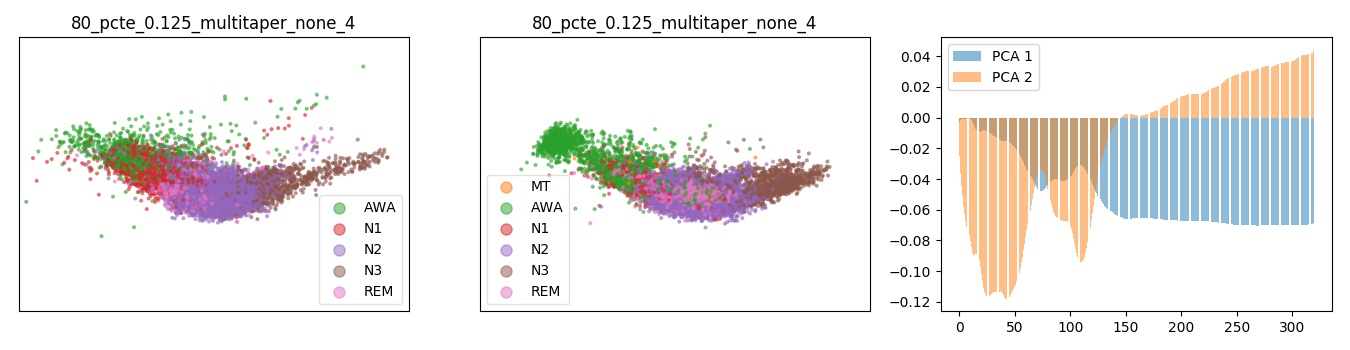 80_pcte_0.125_multitaper_none_4
AWA
N1
N2
N3
REM
80_pcte_0.125_multitaper_none_4
MT
AWA
N1
N2
N3
REM
PCA 1
PCA 2
0.04
0.02
0.00
−0.02
−0.04
−0.06
−0.08
−0.10
−0.12
0 50 100 150 200 250 300